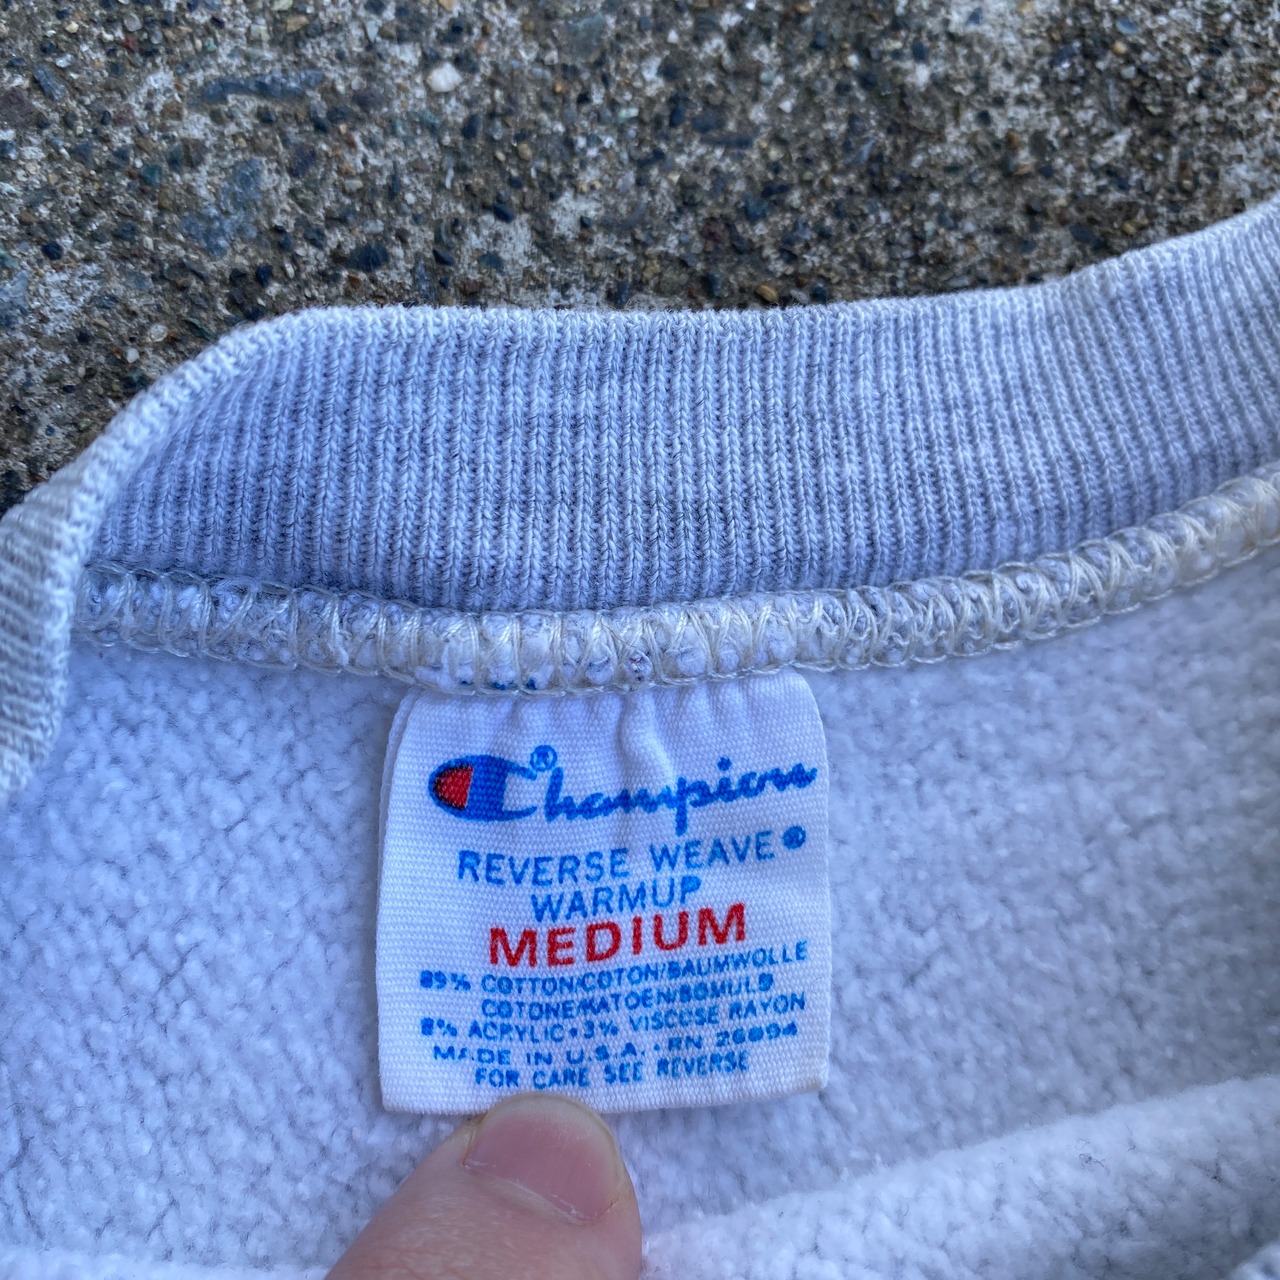 Champion®
REVERSE WEAVE®
WARMUP
MEDIUM
89% COTTON/COTON/BAUMWOLLE
COTONE/KATOEN/BOMULD
8% ACRYLIC • 3% VISCOSE RAYON
MADE IN U.S.A. • RN 26094
FOR CARE SEE REVERSE